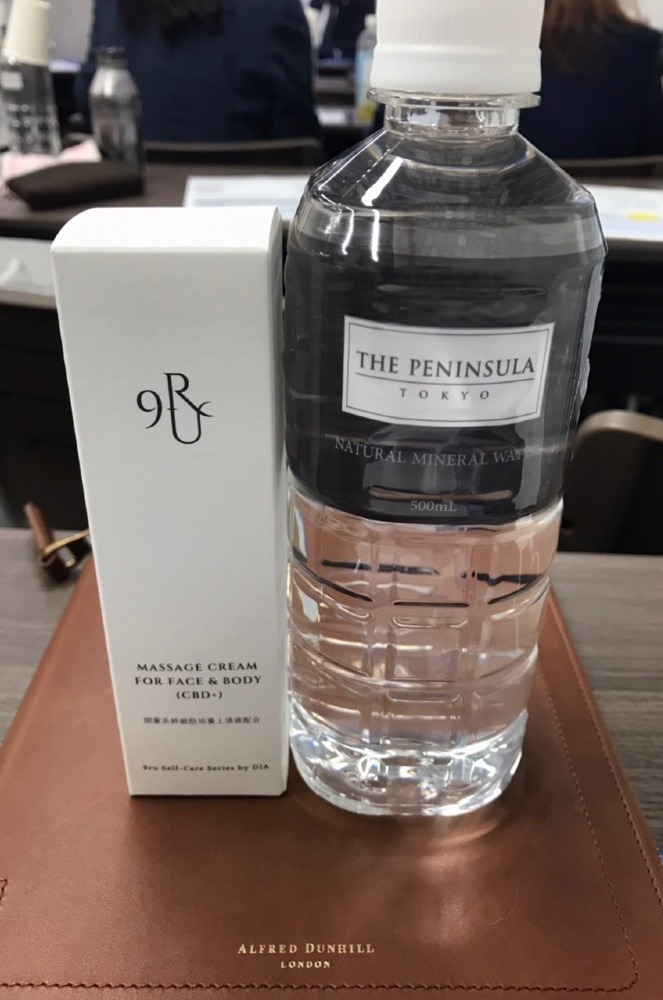 9Ru
MASSAGE CREAM
FOR FACE & BODY
(CBD+)
間葉系幹細胞培養上清液配合
9ru Self-Care Series by DIA
THE PENINSULA
TOKYO
NATURAL MINERAL WATER
500mL
ALFRED DUNHILL
LONDON